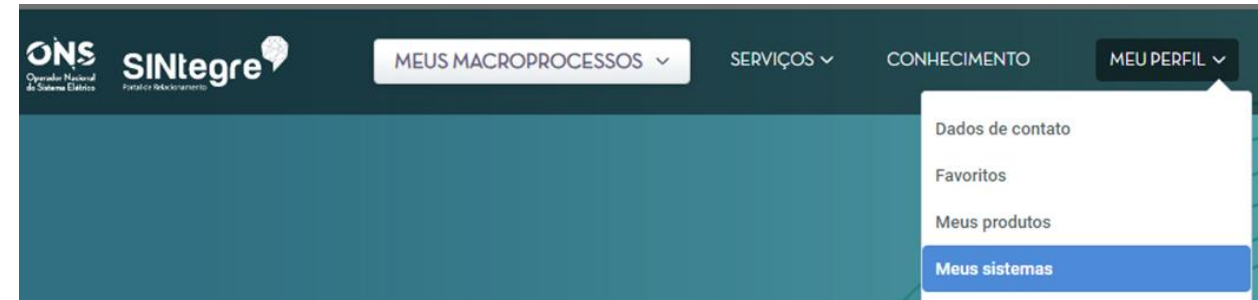 ONS
Operador Nacional
do Sistema Elétrico
SINtegre
Portal de Relacionamento
MEUS MACROPROCESSOS
SERVIÇOS
CONHECIMENTO
MEU PERFIL
Dados de contato
Favoritos
Meus produtos
Meus sistemas